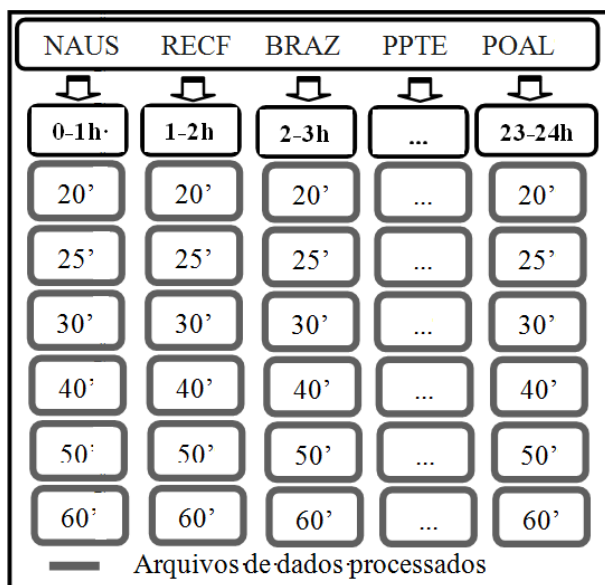 NAUS RECF BRAZ PPTE POAL
0-1h· 1-2h 2-3h ... 23-24h
20’ 20’ 20’ ... 20’
25’ 25’ 25’ ... 25’
30’ 30’ 30’ ... 30’
40’ 40’ 40’ ... 40’
50’ 50’ 50’ ... 50’
60’ 60’ 60’ ... 60’
Arquivos·de·dados·processados